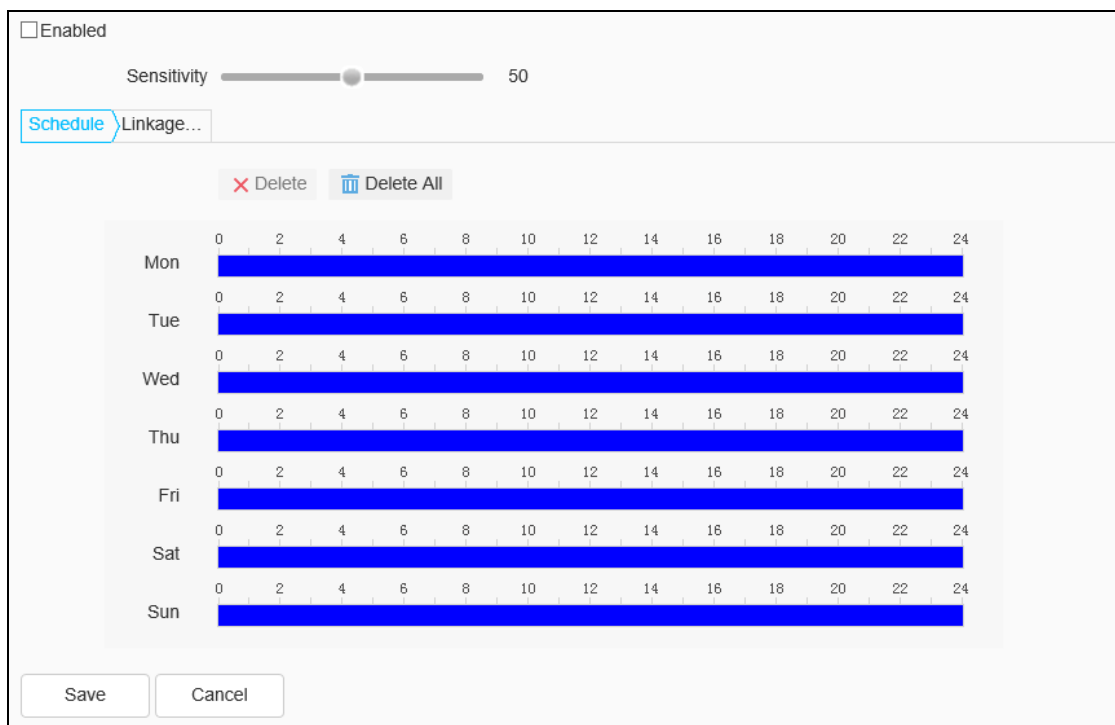 Enabled
Sensitivity 50
Schedule Linkage...
Delete Delete All
0 2 4 6 8 10 12 14 16 18 20 22 24
Mon
0 2 4 6 8 10 12 14 16 18 20 22 24
Tue
0 2 4 6 8 10 12 14 16 18 20 22 24
Wed
0 2 4 6 8 10 12 14 16 18 20 22 24
Thu
0 2 4 6 8 10 12 14 16 18 20 22 24
Fri
0 2 4 6 8 10 12 14 16 18 20 22 24
Sat
0 2 4 6 8 10 12 14 16 18 20 22 24
Sun
Save Cancel